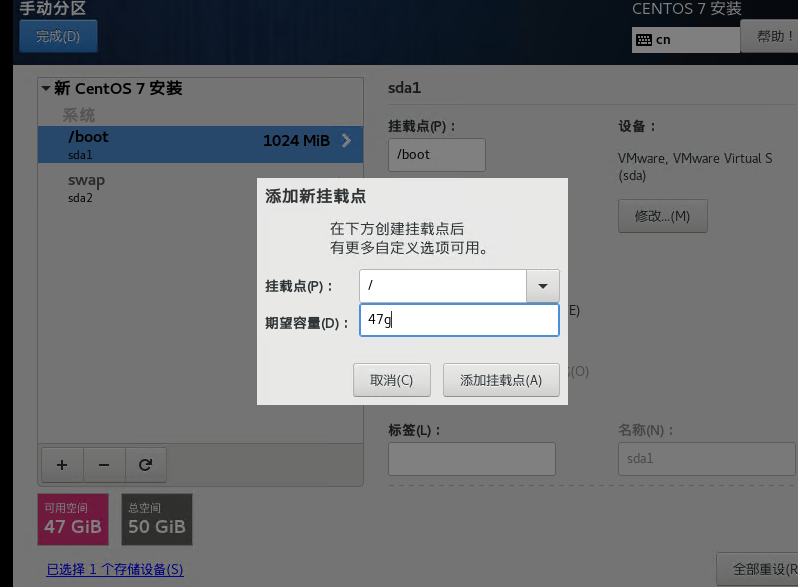 手动分区
CENTOS 7 安装
完成(D)
cn
帮助！
新 CentOS 7 安装
系统
/boot
1024 MiB
sda1
swap
sda2
sda1
挂载点(P)：
/boot
设备：
VMware, VMware Virtual S
(sda)
修改...(M)
添加新挂载点
在下方创建挂载点后
有更多自定义选项可用。
挂载点(P)：
/
期望容量(D)：
47g
取消(C)
添加挂载点(A)
E)
(O)
标签(L)：
名称(N)：
sda1
+
−
可用空间
47 GiB
总空间
50 GiB
已选择 1 个存储设备(S)
全部重设(R